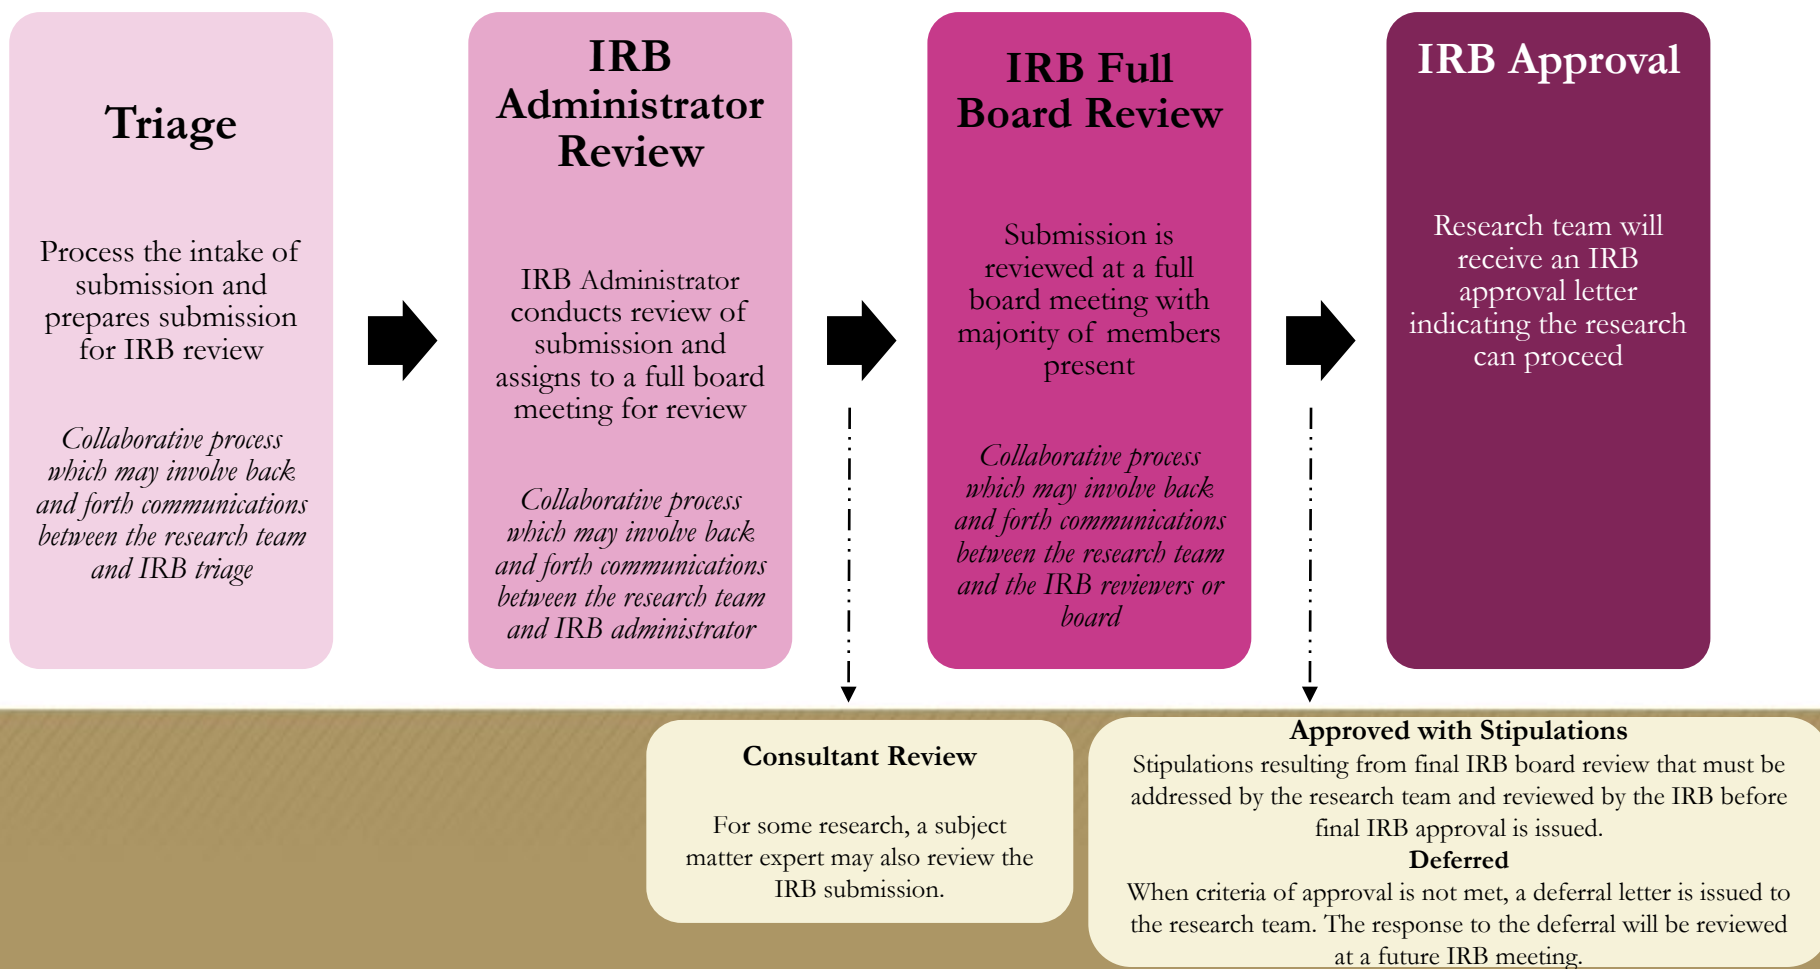 Triage
Process the intake of
submission and
prepares submission
for IRB review
Collaborative process
which may involve back
and forth communications
between the research team
and IRB triage
IRB
Administrator
Review
IRB Administrator
conducts review of
submission and
assigns to a full board
meeting for review
Collaborative process
which may involve back
and forth communications
between the research team
and IRB administrator
IRB Full
Board Review
Submission is
reviewed at a full
board meeting with
majority of members
present
Collaborative process
which may involve back
and forth communications
between the research team
and the IRB reviewers or
board
IRB Approval
Research team will
receive an IRB
approval letter
indicating the research
can proceed
Consultant Review
For some research, a subject
matter expert may also review the
IRB submission.
Approved with Stipulations
Stipulations resulting from final IRB board review that must be
addressed by the research team and reviewed by the IRB before
final IRB approval is issued.
Deferred
When criteria of approval is not met, a deferral letter is issued to
the research team. The response to the deferral will be reviewed
at a future IRB meeting.